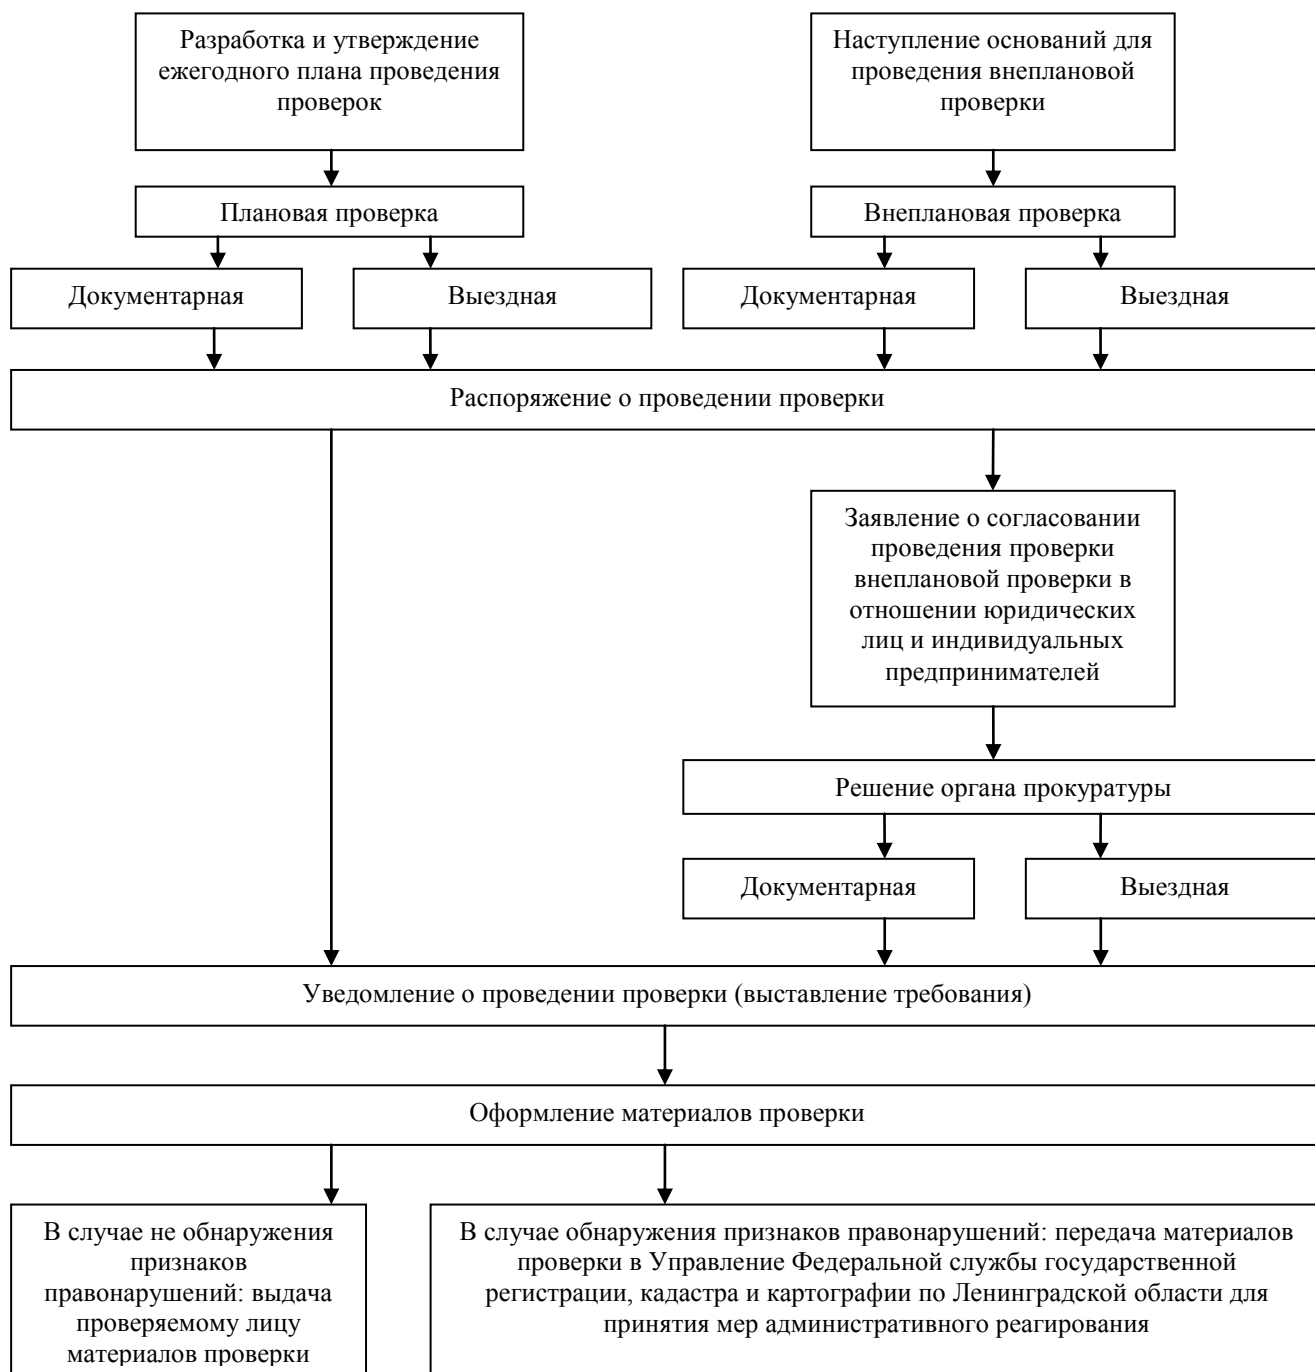 Разработка и утверждение
ежегодного плана проведения
проверок
Наступление оснований для
проведения внеплановой
проверки
Плановая проверка
Внеплановая проверка
Документарная
Выездная
Документарная
Выездная
Распоряжение о проведении проверки
Заявление о согласовании
проведения проверки
внеплановой проверки в
отношении юридических
лиц и индивидуальных
предпринимателей
Решение органа прокуратуры
Документарная
Выездная
Уведомление о проведении проверки (выставление требования)
Оформление материалов проверки
В случае не обнаружения
признаков
правонарушений: выдача
проверяемому лицу
материалов проверки
В случае обнаружения признаков правонарушений: передача материалов
проверки в Управление Федеральной службы государственной
регистрации, кадастра и картографии по Ленинградской области для
принятия мер административного реагирования